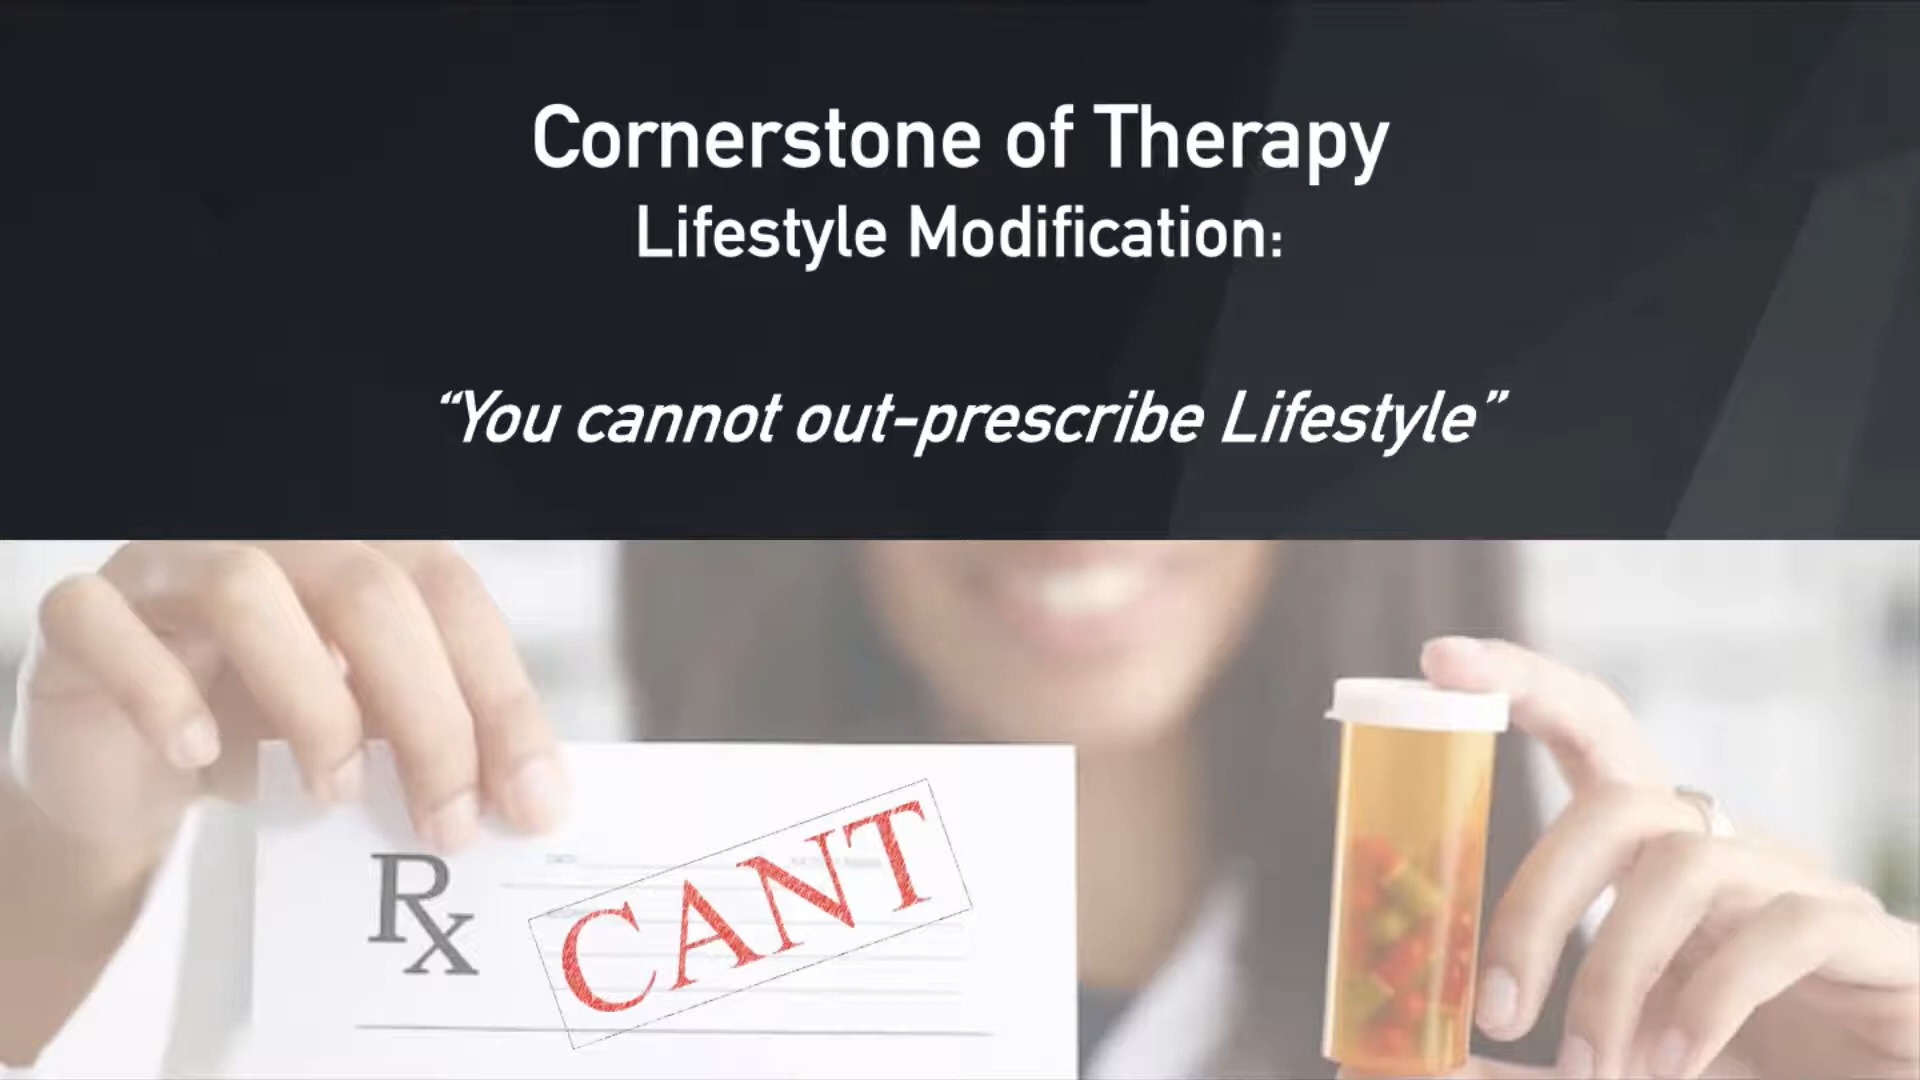 Cornerstone of Therapy
Lifestyle Modification:
“You cannot out-prescribe Lifestyle”
Rx
CANT